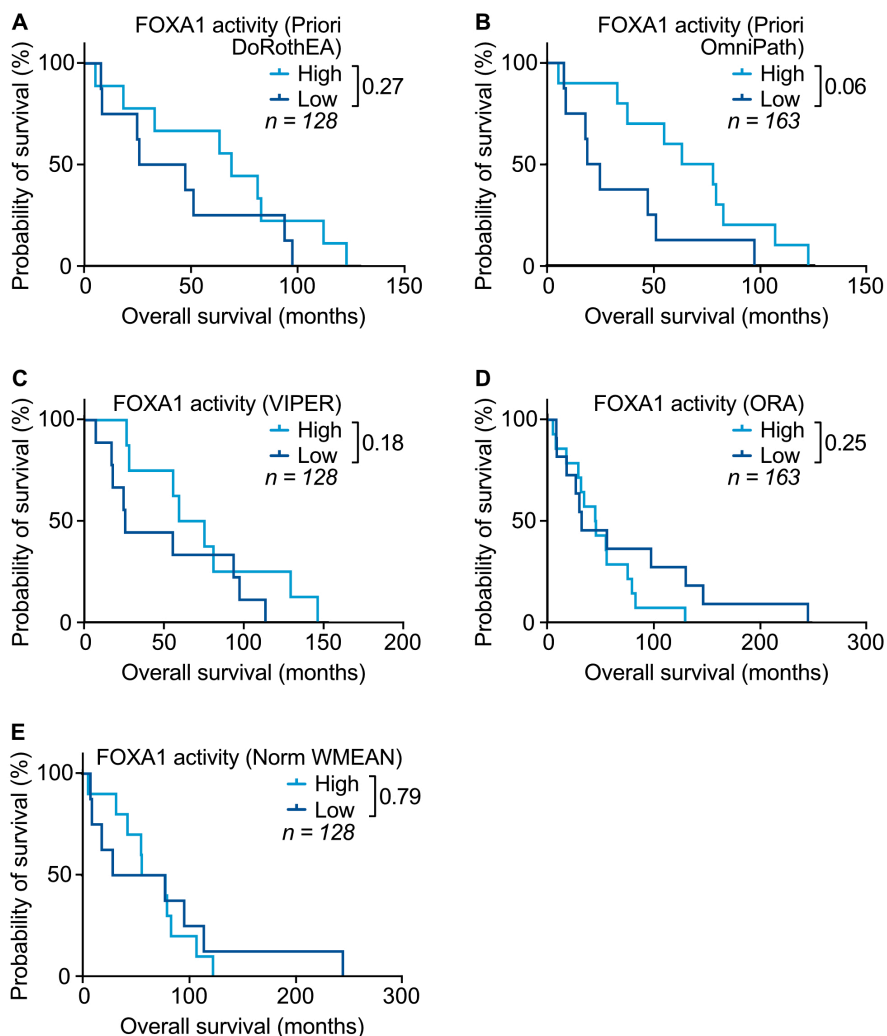 A
FOXA1 activity (Priori
DoRothEA)
High
Low
0.27
n = 128
Probability of survival (%)
100
50
0
0 50 100 150
Overall survival (months)
B
FOXA1 activity (Priori
OmniPath)
High
Low
0.06
n = 163
Probability of survival (%)
100
50
0
0 50 100 150
Overall survival (months)
C
FOXA1 activity (VIPER)
High
Low
0.18
n = 128
Probability of survival (%)
100
50
0
0 50 100 150 200
Overall survival (months)
D
FOXA1 activity (ORA)
High
Low
0.25
n = 163
Probability of survival (%)
100
50
0
0 100 200 300
Overall survival (months)
E
FOXA1 activity (Norm WMEAN)
High
Low
0.79
n = 128
Probability of survival (%)
100
50
0
0 100 200 300
Overall survival (months)